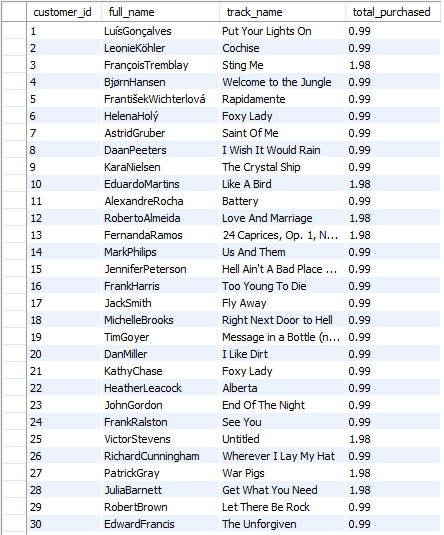 customer_id full_name track_name total_purchased
1 LuísGonçalves Put Your Lights On 0.99
2 LeonieKöhler Cochise 0.99
3 FrançoisTremblay Sting Me 1.98
4 BjørnHansen Welcome to the Jungle 0.99
5 FrantišekWichterlová Rapidamente 0.99
6 HelenaHolý Foxy Lady 0.99
7 AstridGruber Saint Of Me 0.99
8 DaanPeeters I Wish It Would Rain 0.99
9 KaraNielsen The Crystal Ship 0.99
10 EduardoMartins Like A Bird 1.98
11 AlexandreRocha Battery 0.99
12 RobertoAlmeida Love And Marriage 1.98
13 FernandaRamos 24 Caprices, Op. 1, N... 1.98
14 MarkPhilips Us And Them 0.99
15 JenniferPeterson Hell Ain't A Bad Place ... 0.99
16 FrankHarris Too Young To Die 0.99
17 JackSmith Fly Away 0.99
18 MichelleBrooks Right Next Door to Hell 0.99
19 TimGoyer Message in a Bottle (n... 0.99
20 DanMiller I Like Dirt 0.99
21 KathyChase Foxy Lady 0.99
22 HeatherLeacock Alberta 0.99
23 JohnGordon End Of The Night 0.99
24 FrankRalston See You 0.99
25 VictorStevens Untitled 1.98
26 RichardCunningham Wherever I Lay My Hat 0.99
27 PatrickGray War Pigs 1.98
28 JuliaBarnett Get What You Need 1.98
29 RobertBrown Let There Be Rock 0.99
30 EdwardFrancis The Unforgiven 0.99